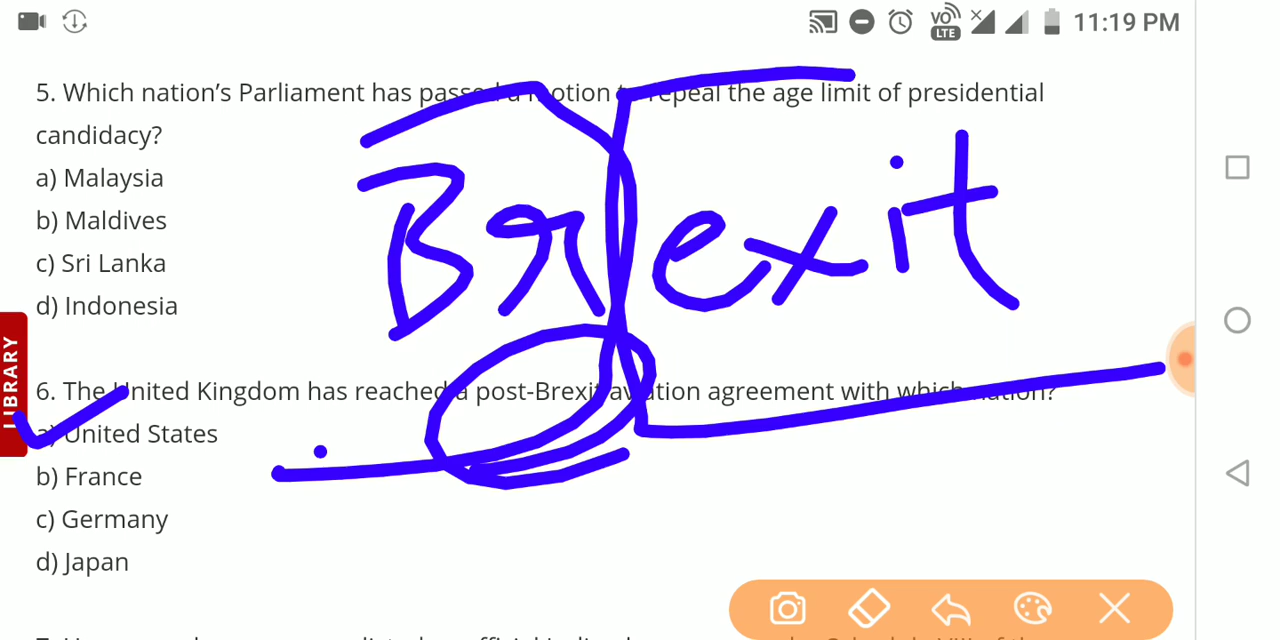 VO
LTE
11:19 PM
5. Which nation's Parliament has passed a motion to repeal the age limit of presidential
candidacy?
a) Malaysia
b) Maldives
c) Sri Lanka
d) Indonesia
Brexit
LIBRARY
6. The United Kingdom has reached a post-Brexit aviation agreement with which nation?
a) United States
b) France
c) Germany
d) Japan